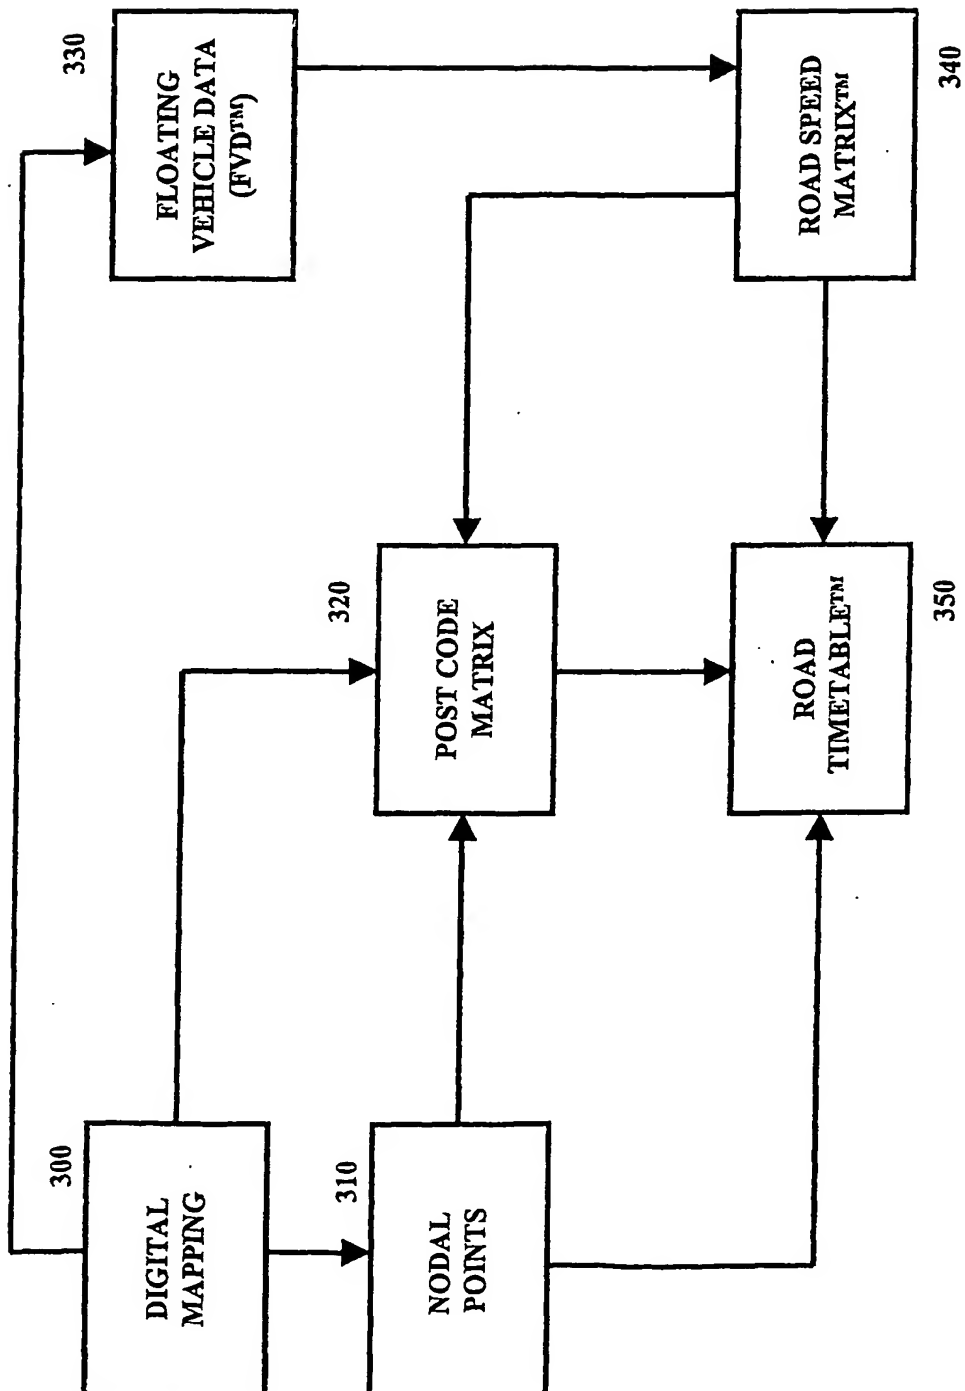 300
DIGITAL
MAPPING
330
FLOATING
VEHICLE DATA
(FVD™)
310
NODAL
POINTS
320
POST CODE
MATRIX
ROAD SPEED
MATRIX™
340
ROAD
TIMETABLE™
350